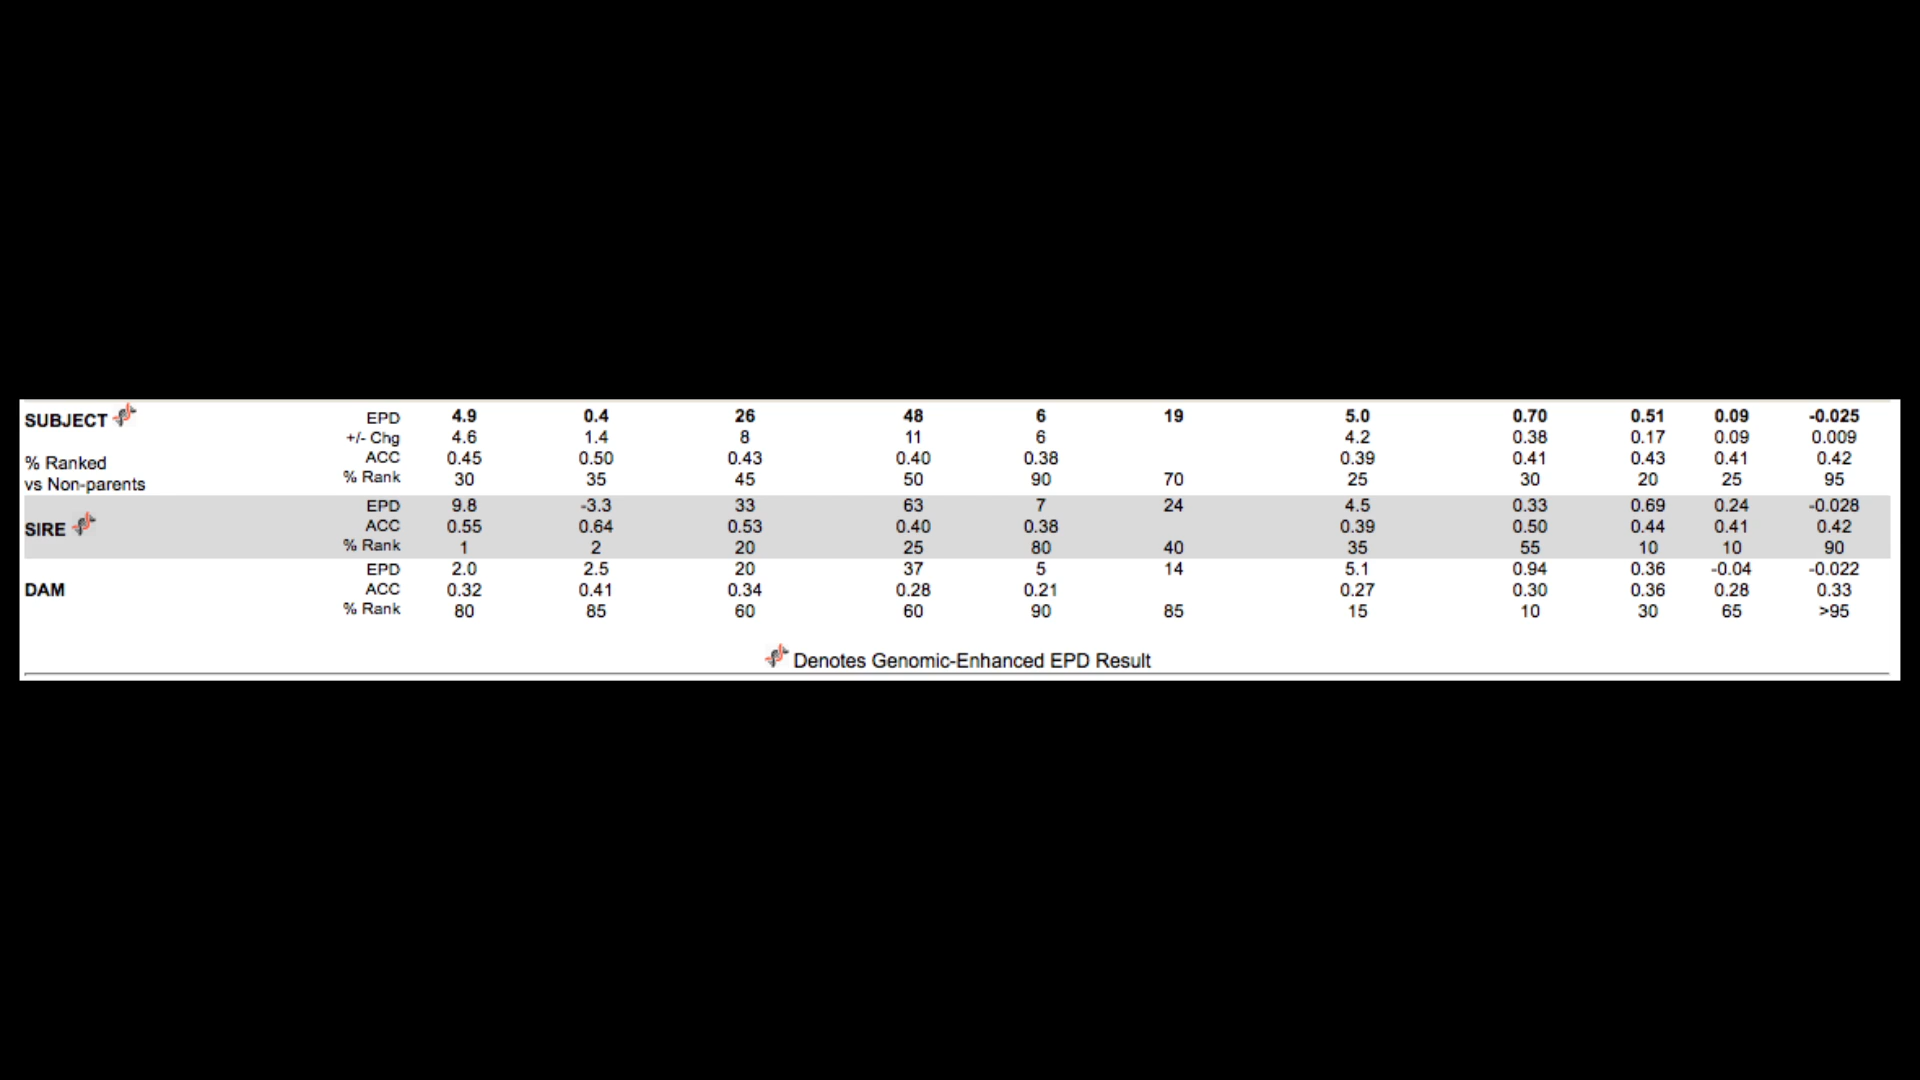 SUBJECT EPD 4.9 0.4 26 48 6 19 5.0 0.70 0.51 0.09 -0.025
+/- Chg 4.6 1.4 8 11 6 4.2 0.38 0.17 0.09 0.009
% Ranked ACC 0.45 0.50 0.43 0.40 0.38 0.39 0.41 0.43 0.41 0.42
vs Non-parents % Rank 30 35 45 50 90 70 25 30 20 25 95
EPD 9.8 -3.3 33 63 7 24 4.5 0.33 0.69 0.24 -0.028
SIRE ACC 0.55 0.64 0.53 0.40 0.38 0.39 0.50 0.44 0.41 0.42
% Rank 1 2 20 25 80 40 35 55 10 10 90
EPD 2.0 2.5 20 37 5 14 5.1 0.94 0.36 -0.04 -0.022
DAM ACC 0.32 0.41 0.34 0.28 0.21 0.27 0.30 0.36 0.28 0.33
% Rank 80 85 60 60 90 85 15 10 30 65 >95
Denotes Genomic-Enhanced EPD Result